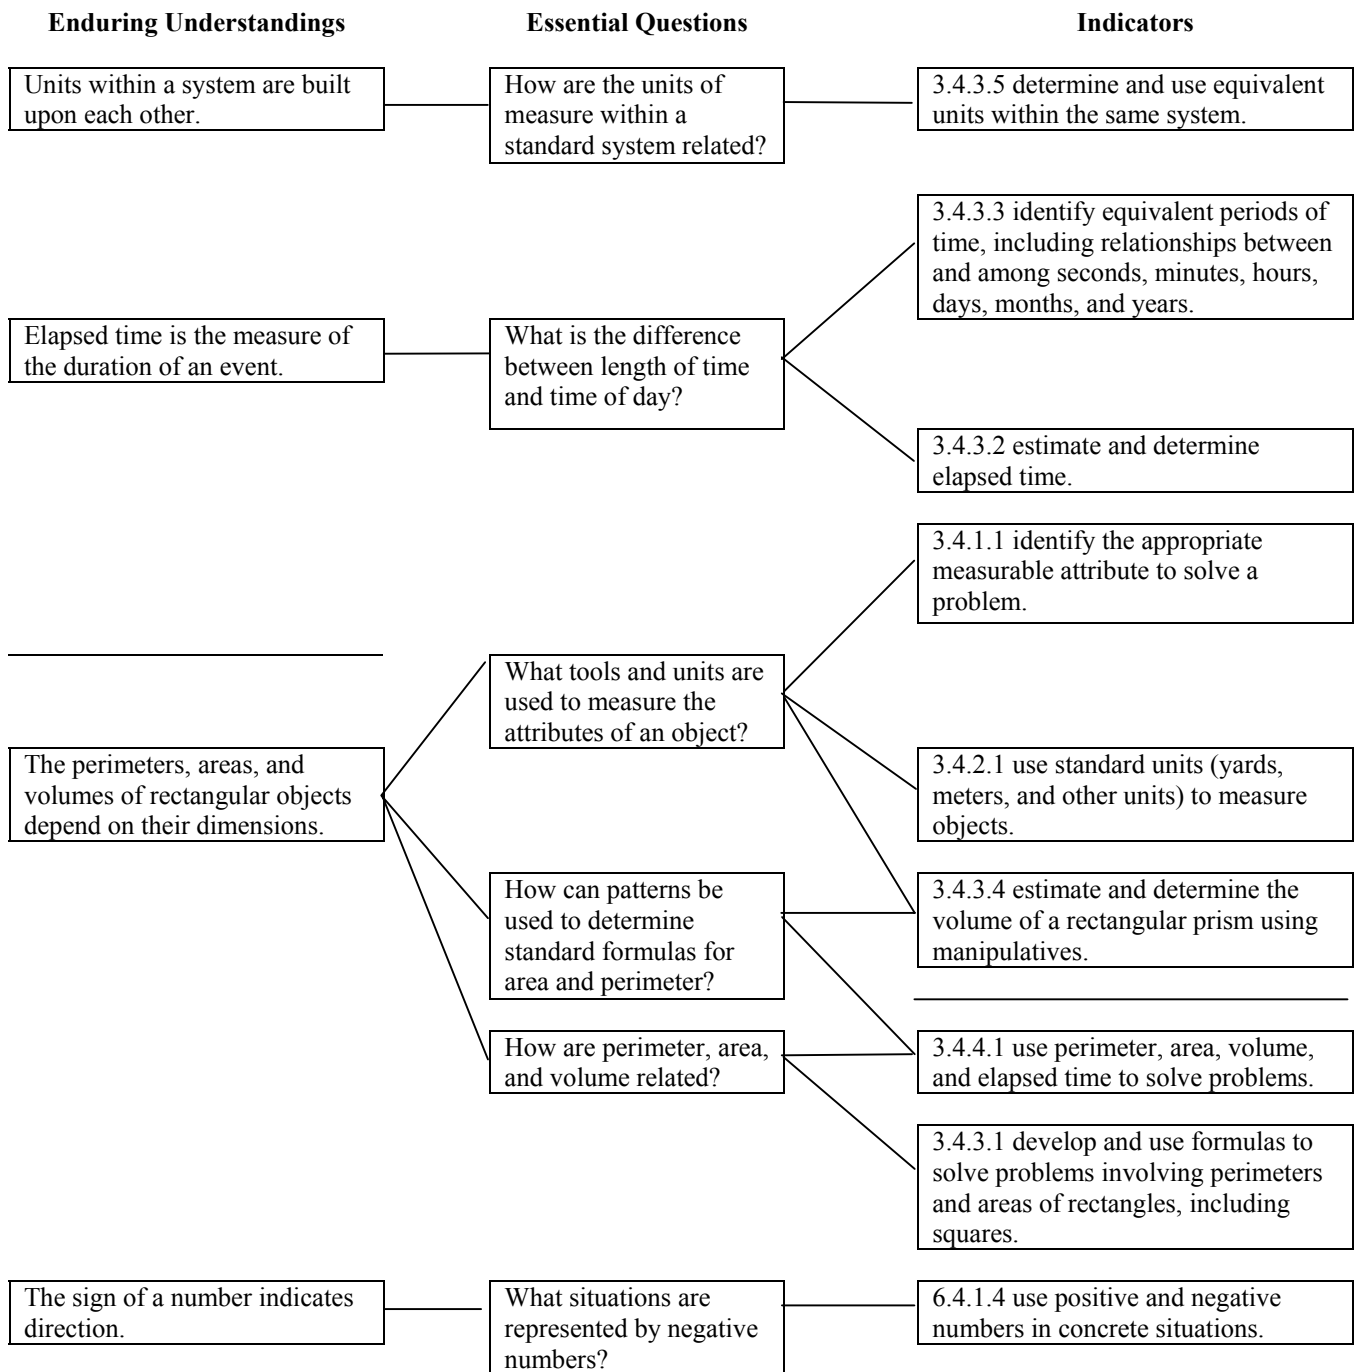 Enduring Understandings
Essential Questions
Indicators
Units within a system are built
upon each other.
How are the units of
measure within a
standard system related?
3.4.3.5 determine and use equivalent
units within the same system.
3.4.3.3 identify equivalent periods of
time, including relationships between
and among seconds, minutes, hours,
days, months, and years.
Elapsed time is the measure of
the duration of an event.
What is the difference
between length of time
and time of day?
3.4.3.2 estimate and determine
elapsed time.
3.4.1.1 identify the appropriate
measurable attribute to solve a
problem.
What tools and units are
used to measure the
attributes of an object?
The perimeters, areas, and
volumes of rectangular objects
depend on their dimensions.
3.4.2.1 use standard units (yards,
meters, and other units) to measure
objects.
How can patterns be
used to determine
standard formulas for
area and perimeter?
3.4.3.4 estimate and determine the
volume of a rectangular prism using
manipulatives.
How are perimeter, area,
and volume related?
3.4.4.1 use perimeter, area, volume,
and elapsed time to solve problems.
3.4.3.1 develop and use formulas to
solve problems involving perimeters
and areas of rectangles, including
squares.
The sign of a number indicates
direction.
What situations are
represented by negative
numbers?
6.4.1.4 use positive and negative
numbers in concrete situations.